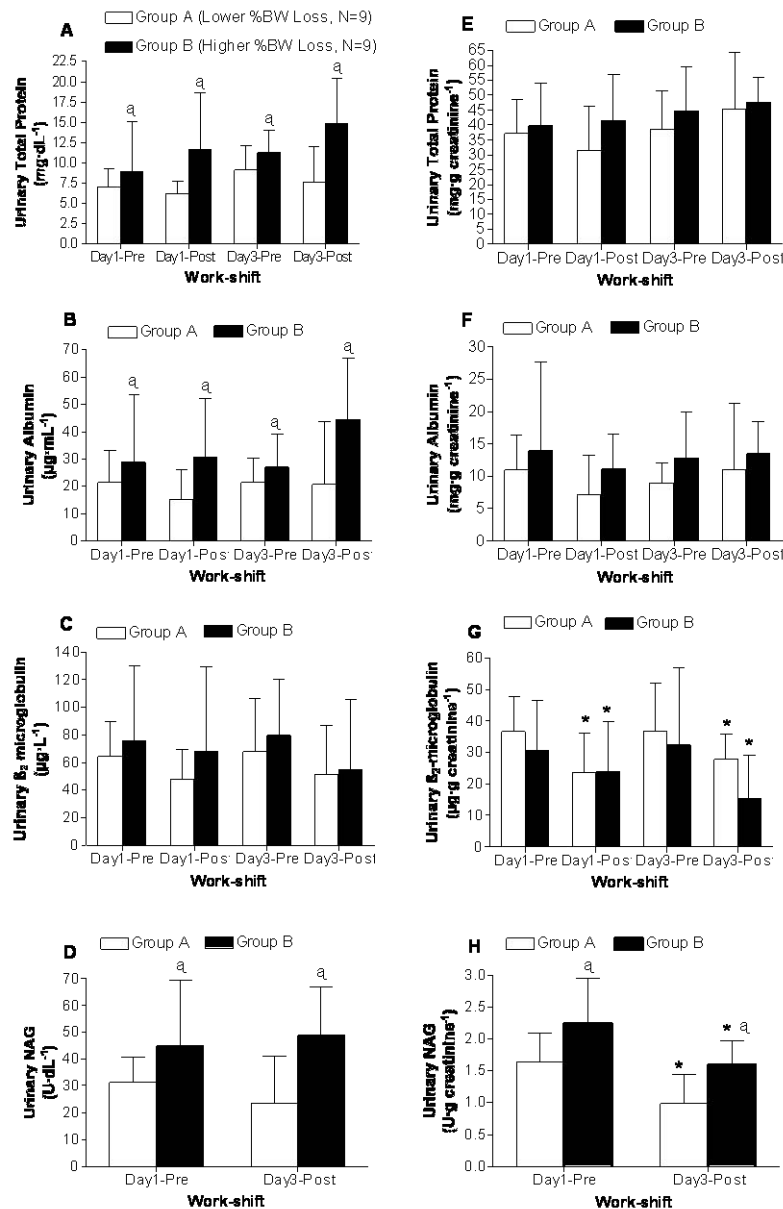 A
Group A (Lower %BW Loss, N=9)
Group B (Higher %BW Loss, N=9)
Urinary Total Protein
(mg·dL⁻¹)
22.5
20.0
17.5
15.0
12.5
10.0
7.5
5.0
2.5
0.0
ą ą ą ą
Day1-Pre Day1-Post Day3-Pre Day3-Post
Work-shift
E
Group A Group B
Urinary Total Protein
(mg·g creatinine⁻¹)
65
60
55
50
45
40
35
30
25
20
15
10
5
0
Day1-Pre Day1-Post Day3-Pre Day3-Post
Work-shift
B
Group A Group B
Urinary Albumin
(µg·mL⁻¹)
70
60
50
40
30
20
10
0
ą ą ą ą
Day1-Pre Day1-Post Day3-Pre Day3-Post
Work-shift
F
Group A Group B
Urinary Albumin
(mg·g creatinine⁻¹)
30
25
20
15
10
5
0
Day1-Pre Day1-Post Day3-Pre Day3-Post
Work-shift
C
Group A Group B
Urinary ß₂ microglobulin
(µg·L⁻¹)
140
120
100
80
60
40
20
0
Day1-Pre Day1-Post Day3-Pre Day3-Post
Work-shift
G
Group A Group B
Urinary ß₂-microglobulin
(µg·g creatinine⁻¹)
60
50
40
30
20
10
0
* * * *
Day1-Pre Day1-Post Day3-Pre Day3-Post
Work-shift
D
Group A Group B
Urinary NAG
(U·dL⁻¹)
70
60
50
40
30
20
10
0
ą ą
Day1-Pre Day3-Post
Work-shift
H
Group A Group B
Urinary NAG
(U·g creatinine⁻¹)
3.0
2.5
2.0
1.5
1.0
0.5
0.0
ą * * ą
Day1-Pre Day3-Post
Work-shift